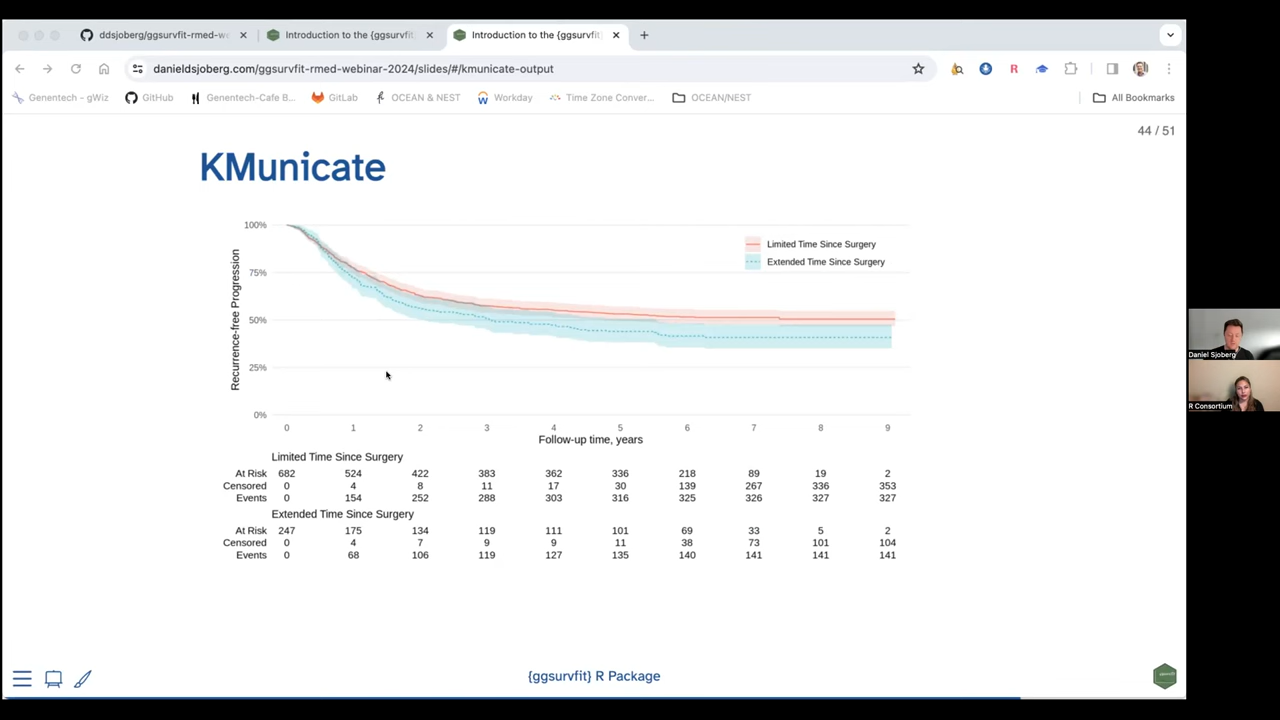 ddsjoberg/ggsurvfit-rmed-we
Introduction to the {ggsurvfit}
Introduction to the {ggsurvfit}
danieldsjoberg.com/ggsurvfit-rmed-webinar-2024/slides/#/kmunicate-output
Genentech - gWiz
GitHub
Genentech-Cafe B...
GitLab
OCEAN & NEST
Workday
Time Zone Conver...
OCEAN/NEST
All Bookmarks
44 / 51
KMunicate
100%
75%
50%
25%
0%
Recurrence-free Progression
Limited Time Since Surgery
Extended Time Since Surgery
0 1 2 3 4 5 6 7 8 9
Follow-up time, years
Limited Time Since Surgery
At Risk 682 524 422 383 362 336 218 89 19 2
Censored 0 4 8 11 17 30 139 267 336 353
Events 0 154 252 288 303 316 325 326 327 327
Extended Time Since Surgery
At Risk 247 175 134 119 111 101 69 33 5 2
Censored 0 4 7 9 9 11 38 73 101 104
Events 0 68 106 119 127 135 140 141 141 141
{ggsurvfit} R Package
Daniel Sjoberg
R Consortium